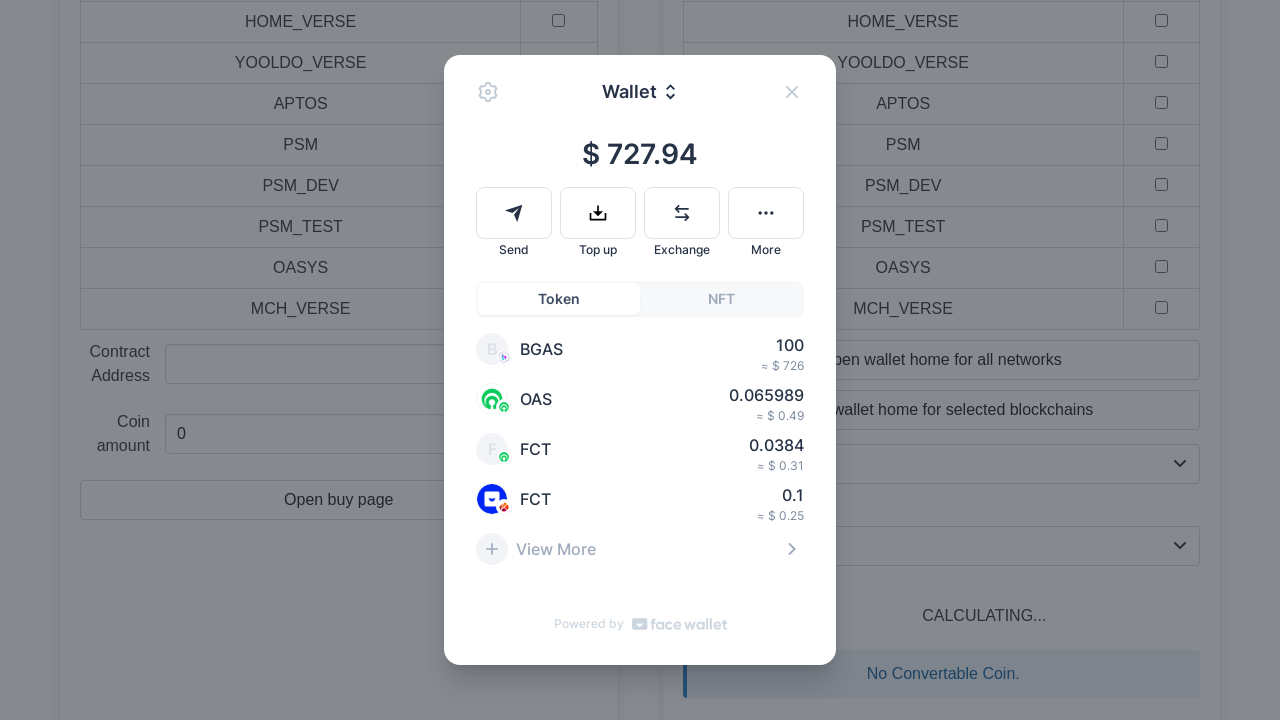 HOME_VERSE
YOOLDO_VERSE
APTOS
PSM
PSM_DEV
PSM_TEST
OASYS
MCH_VERSE
Contract
Address
Coin
amount
0
Open buy page
Wallet
$ 727.94
Send
Top up
Exchange
More
Token
NFT
B
BGAS
100
≈ $ 726
OAS
0.065989
≈ $ 0.49
F
FCT
0.0384
≈ $ 0.31
FCT
0.1
≈ $ 0.25
View More
Powered by face wallet
HOME_VERSE
YOOLDO_VERSE
APTOS
PSM
PSM_DEV
PSM_TEST
OASYS
MCH_VERSE
wallet home for all networks
wallet home for selected blockchains
CALCULATING...
No Convertable Coin.